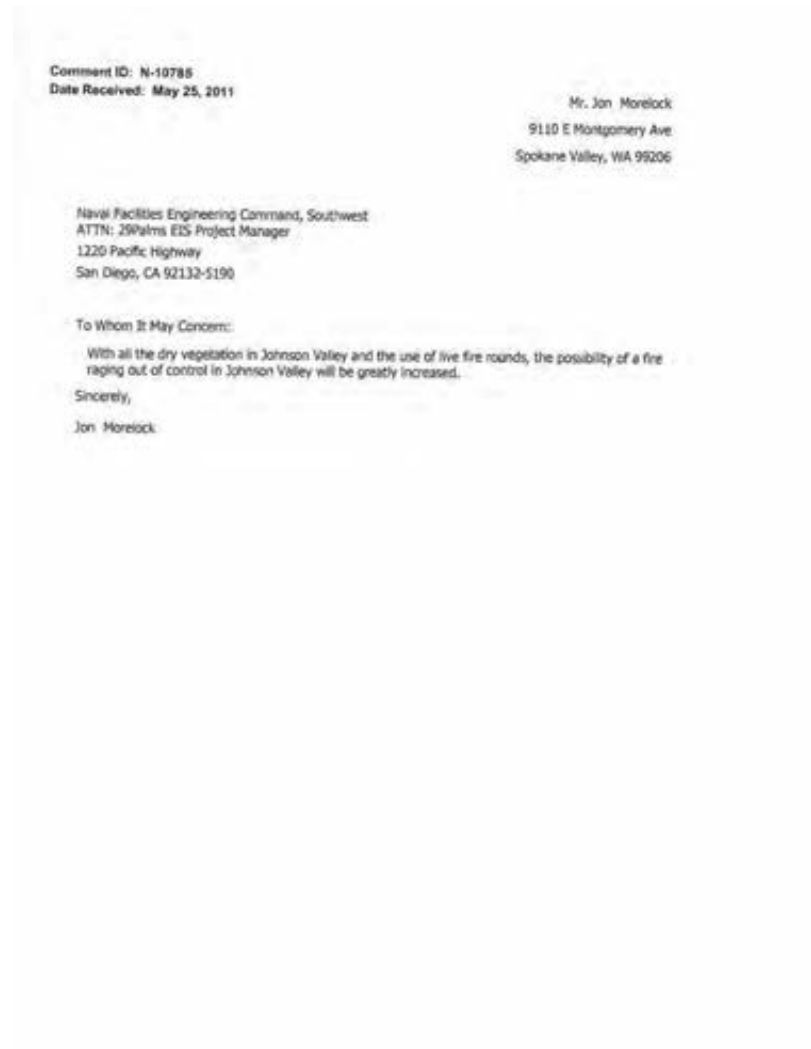 Comment ID: N-10785
Date Received: May 25, 2011
Mr. Jon Morelock
9110 E Montgomery Ave
Spokane Valley, WA 99206
Naval Facilities Engineering Command, Southwest
ATTN: 29Palms EIS Project Manager
1220 Pacific Highway
San Diego, CA 92132-5190
To Whom It May Concern:
With all the dry vegetation in Johnson Valley and the use of live fire rounds, the possibility of a fire
raging out of control in Johnson Valley will be greatly increased.
Sincerely,
Jon Morelock